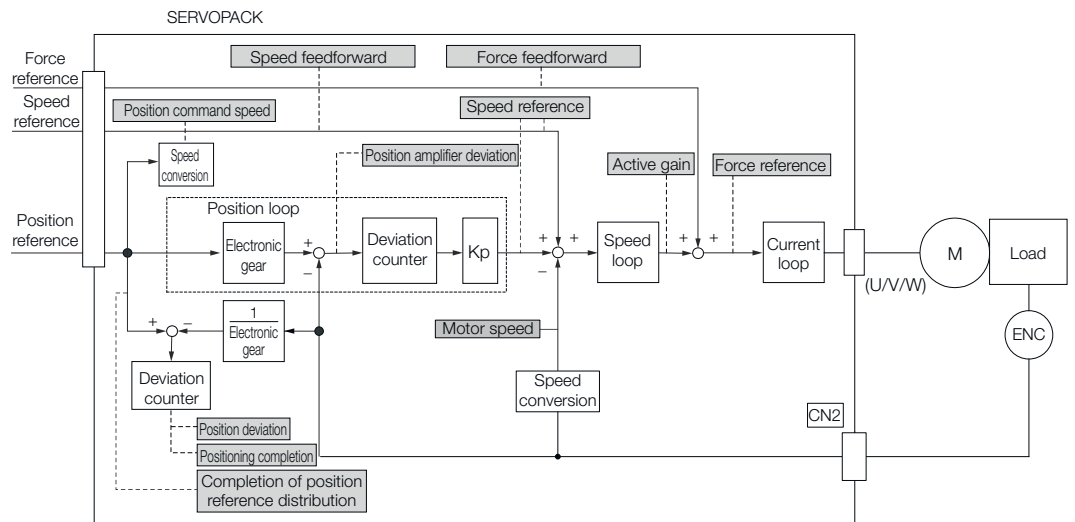 SERVOPACK
Force
reference
Speed feedforward
Force feedforward
Speed
reference
Position command speed
Speed reference
Speed
conversion
Position amplifier deviation
Active gain
Force reference
Position
reference
Position loop
Electronic
gear
+
−
Deviation
counter
Kp
+
+
−
Speed
loop
+
+
Current
loop
(U/V/W)
M
Load
+
−
1
Electronic
gear
Motor speed
ENC
Deviation
counter
Speed
conversion
CN2
Position deviation
Positioning completion
Completion of position
reference distribution